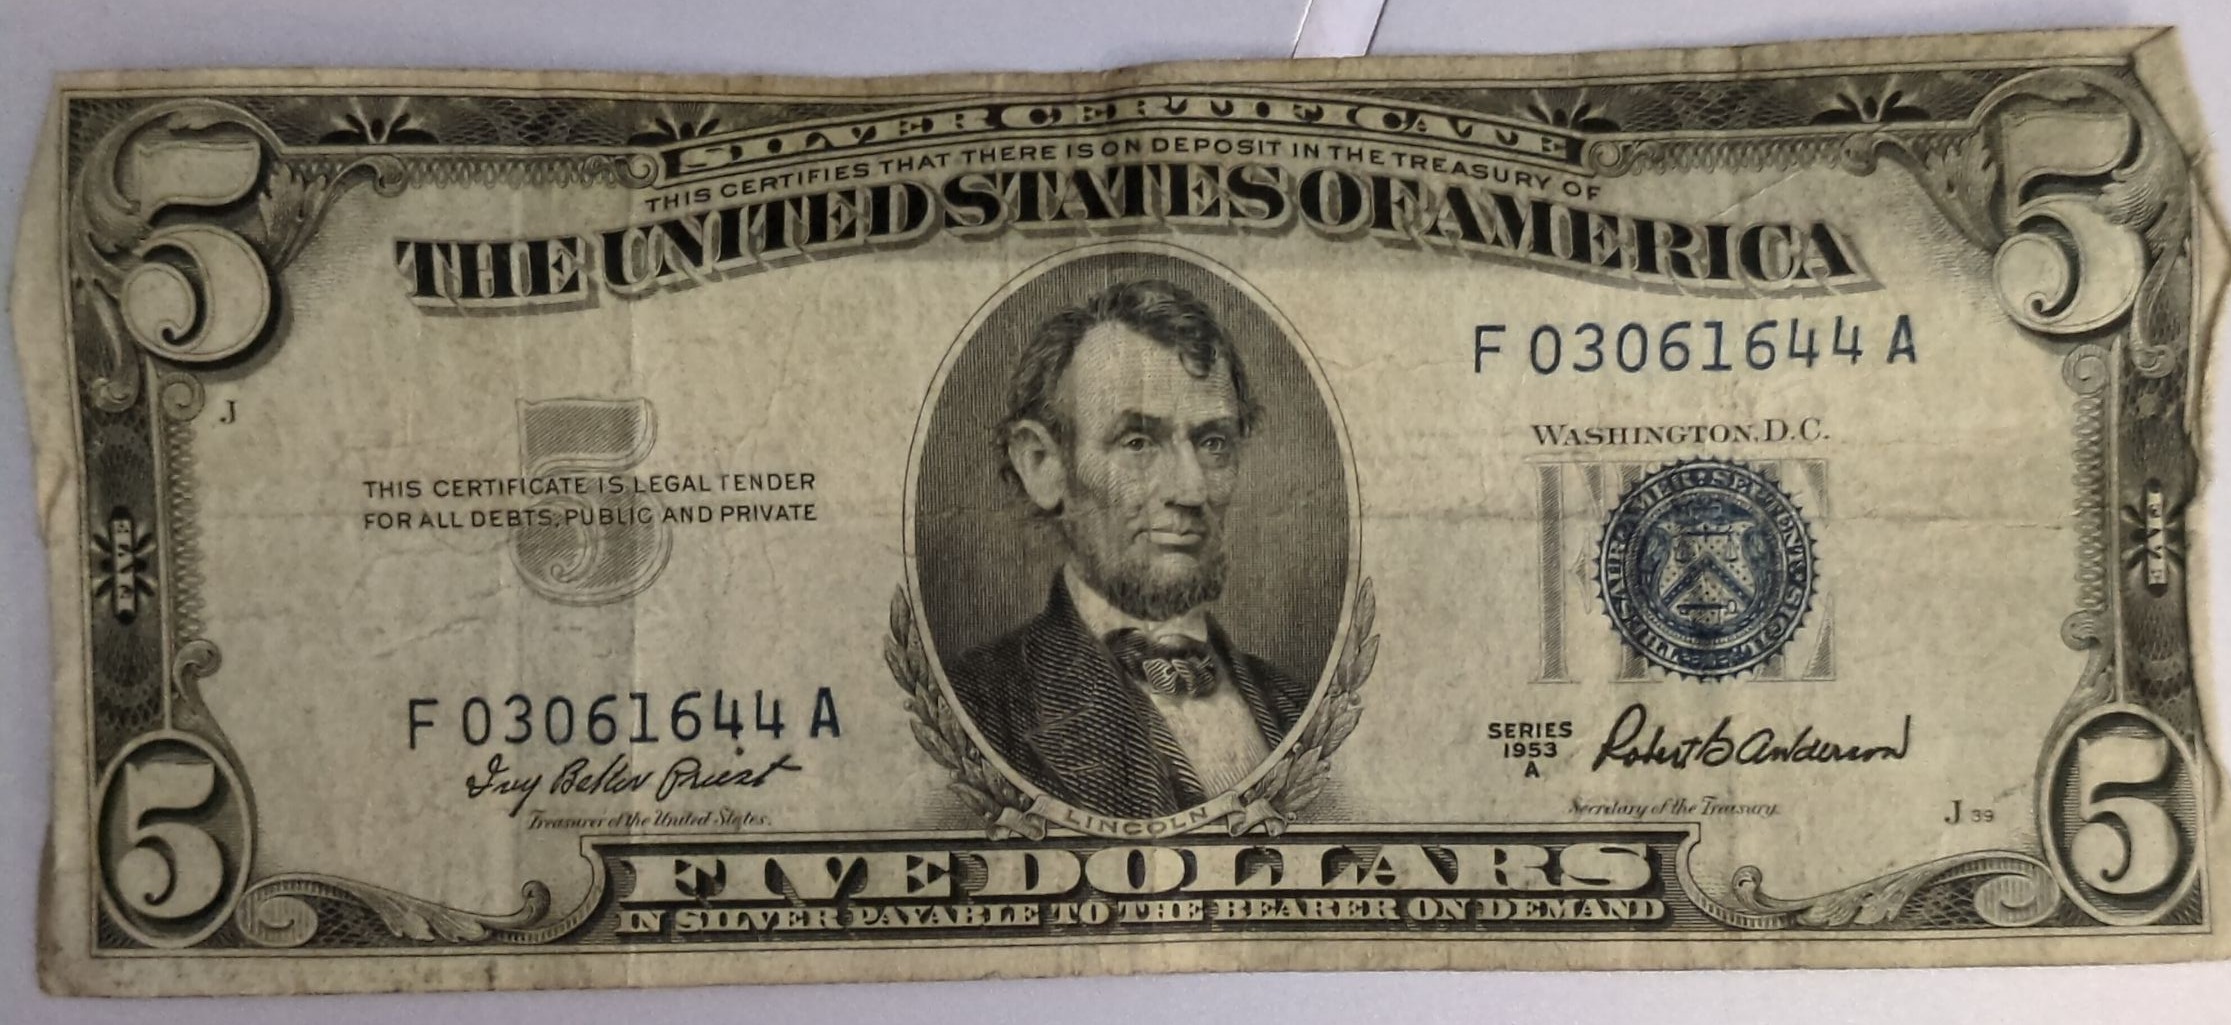 SILVER CERTIFICATE
THIS CERTIFIES THAT THERE IS ON DEPOSIT IN THE TREASURY OF
THE UNITED STATES OF AMERICA
5
5
F 03061644 A
J
WASHINGTON, D.C.
5
THIS CERTIFICATE IS LEGAL TENDER
FOR ALL DEBTS, PUBLIC AND PRIVATE
FIVE
FIVE
FIVE
F 03061644 A
Ivy Baker Priest
Treasurer of the United States.
SERIES
1953
A
Robert B Anderson
Secretary of the Treasury.
J 39
LINCOLN
5
5
FIVE DOLLARS
IN SILVER PAYABLE TO THE BEARER ON DEMAND